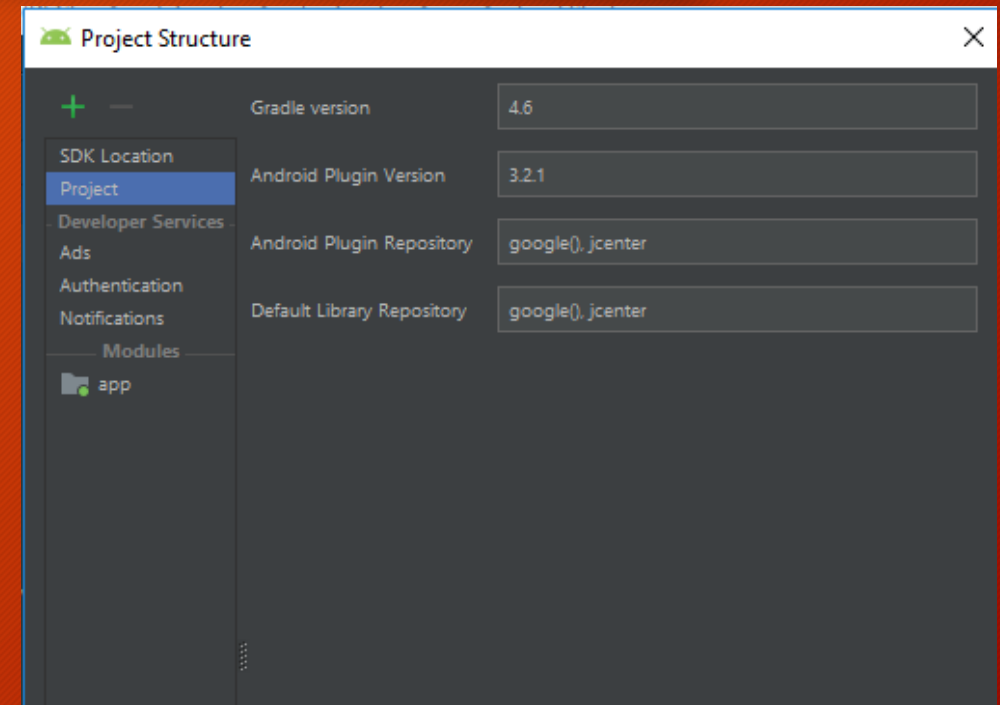 Project Structure
Gradle version 4.6
SDK Location
Android Plugin Version 3.2.1
Project
Developer Services
Android Plugin Repository google(), jcenter
Ads
Authentication
Default Library Repository google(), jcenter
Notifications
Modules
app